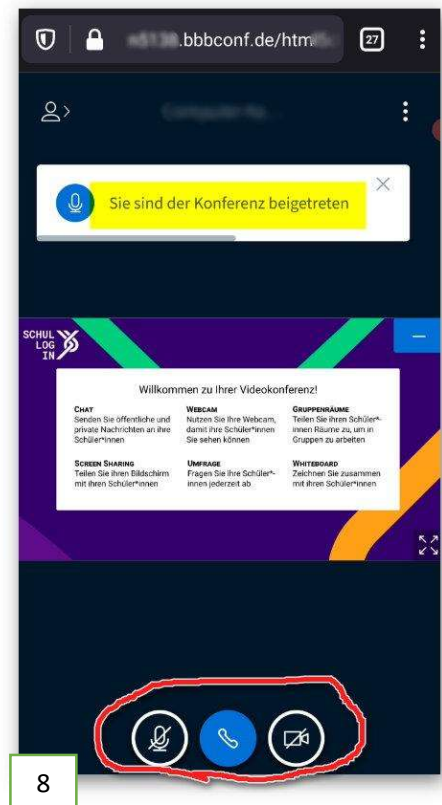 .bbbconf.de/htm
27
Sie sind der Konferenz beigetreten
SCHUL
LOG
IN
Willkommen zu Ihrer Videokonferenz!
CHAT
Senden Sie öffentliche und
private Nachrichten an ihre
Schüler*innen
WEBCAM
Nutzen Sie Ihre Webcam,
damit ihre Schüler*innen
Sie sehen können
GRUPPENRÄUME
Teilen Sie ihren Schüler*-
innen Räume zu, um in
Gruppen zu arbeiten
SCREEN SHARING
Teilen Sie ihren Bildschirm
mit ihren Schüler*innen
UMFRAGE
Fragen Sie ihre Schüler*-
innen jederzeit ab
WHITEBOARD
Zeichnen Sie zusammen
mit ihren Schüler*innen
8